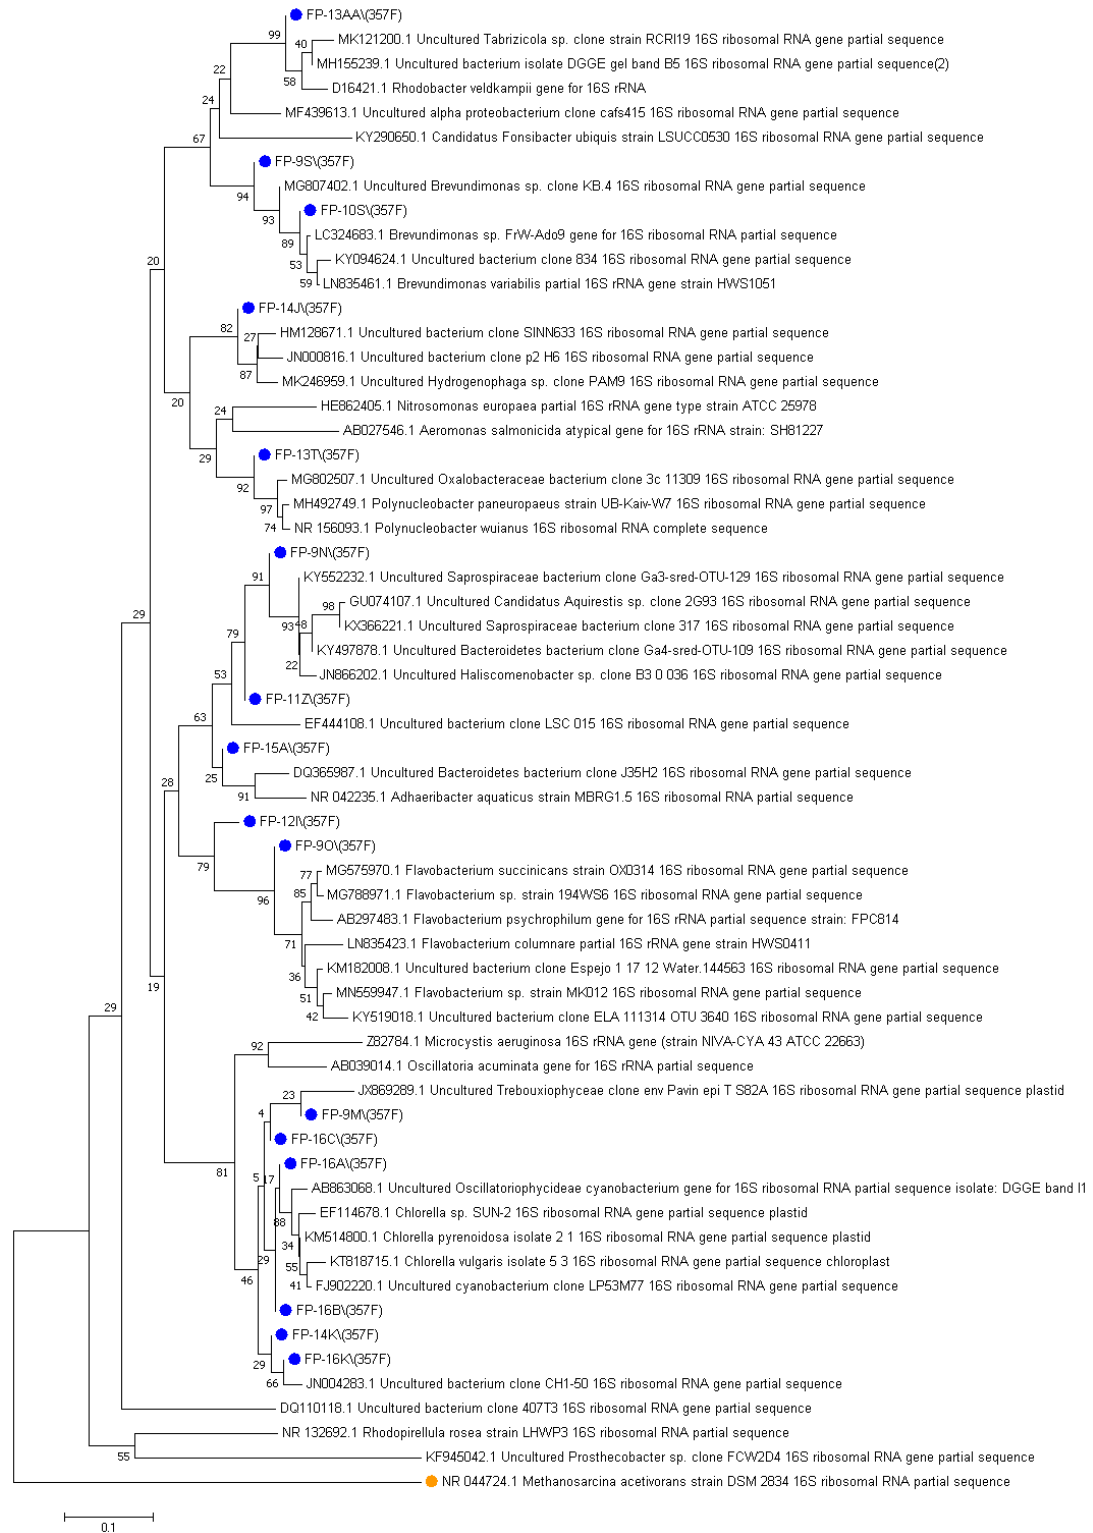 FP-13AA\(357F)
99
40
MK121200.1 Uncultured Tabrizicola sp. clone strain RCRI19 16S ribosomal RNA gene partial sequence
MH155239.1 Uncultured bacterium isolate DGGE gel band B5 16S ribosomal RNA gene partial sequence(2)
22
58
D16421.1 Rhodobacter veldkampii gene for 16S rRNA
24
MF439613.1 Uncultured alpha proteobacterium clone cafs415 16S ribosomal RNA gene partial sequence
67
KY290650.1 Candidatus Fonsibacter ubiquis strain LSUCC0530 16S ribosomal RNA gene partial sequence
FP-9S\(357F)
MG807402.1 Uncultured Brevundimonas sp. clone KB.4 16S ribosomal RNA gene partial sequence
94
FP-10S\(357F)
93
LC324683.1 Brevundimonas sp. FrW-Ado9 gene for 16S ribosomal RNA partial sequence
89
KY094624.1 Uncultured bacterium clone 834 16S ribosomal RNA gene partial sequence
20
53
LN835461.1 Brevundimonas variabilis partial 16S rRNA gene strain HWS1051
59
FP-14J\(357F)
82
HM128671.1 Uncultured bacterium clone SINN633 16S ribosomal RNA gene partial sequence
27
JN000816.1 Uncultured bacterium clone p2 H6 16S ribosomal RNA gene partial sequence
87
MK246959.1 Uncultured Hydrogenophaga sp. clone PAM9 16S ribosomal RNA gene partial sequence
20
24
HE862405.1 Nitrosomonas europaea partial 16S rRNA gene type strain ATCC 25978
AB027546.1 Aeromonas salmonicida atypical gene for 16S rRNA strain: SH81227
29
FP-13T\(357F)
MG802507.1 Uncultured Oxalobacteraceae bacterium clone 3c 11309 16S ribosomal RNA gene partial sequence
92
MH492749.1 Polynucleobacter paneuropaeus strain UB-Kaiv-W7 16S ribosomal RNA gene partial sequence
97
NR 156093.1 Polynucleobacter wuianus 16S ribosomal RNA complete sequence
74
FP-9N\(357F)
91
KY552232.1 Uncultured Saprospiraceae bacterium clone Ga3-sred-OTU-129 16S ribosomal RNA gene partial sequence
98
GU074107.1 Uncultured Candidatus Aquirestis sp. clone 2G93 16S ribosomal RNA gene partial sequence
29
93
48
KX366221.1 Uncultured Saprospiraceae bacterium clone 317 16S ribosomal RNA gene partial sequence
79
KY497878.1 Uncultured Bacteroidetes bacterium clone Ga4-sred-OTU-109 16S ribosomal RNA gene partial sequence
22
JN866202.1 Uncultured Haliscomenobacter sp. clone B3 0 036 16S ribosomal RNA gene partial sequence
53
FP-11Z\(357F)
63
EF444108.1 Uncultured bacterium clone LSC 015 16S ribosomal RNA gene partial sequence
FP-15A\(357F)
28
25
DQ365987.1 Uncultured Bacteroidetes bacterium clone J35H2 16S ribosomal RNA gene partial sequence
91
NR 042235.1 Adhaeribacter aquaticus strain MBRG1.5 16S ribosomal RNA partial sequence
FP-12I\(357F)
FP-9O\(357F)
79
77
MG575970.1 Flavobacterium succinicans strain OX0314 16S ribosomal RNA gene partial sequence
96
85
MG788971.1 Flavobacterium sp. strain 194WS6 16S ribosomal RNA gene partial sequence
AB297483.1 Flavobacterium psychrophilum gene for 16S rRNA partial sequence strain: FPC814
71
LN835423.1 Flavobacterium columnare partial 16S rRNA gene strain HWS0411
36
KM182008.1 Uncultured bacterium clone Espejo 1 17 12 Water.144563 16S ribosomal RNA gene partial sequence
19
51
MN559947.1 Flavobacterium sp. strain MK012 16S ribosomal RNA gene partial sequence
29
42
KY519018.1 Uncultured bacterium clone ELA 111314 OTU 3640 16S ribosomal RNA gene partial sequence
92
Z82784.1 Microcystis aeruginosa 16S rRNA gene (strain NIVA-CYA 43 ATCC 22663)
AB039014.1 Oscillatoria acuminata gene for 16S rRNA partial sequence
23
JX869289.1 Uncultured Trebouxiophyceae clone env Pavin epi T S82A 16S ribosomal RNA gene partial sequence plastid
4
FP-9M\(357F)
FP-16C\(357F)
81
FP-16A\(357F)
5
17
AB863068.1 Uncultured Oscillatoriophycideae cyanobacterium gene for 16S ribosomal RNA partial sequence isolate: DGGE band I1
88
EF114678.1 Chlorella sp. SUN-2 16S ribosomal RNA gene partial sequence plastid
34
KM514800.1 Chlorella pyrenoidosa isolate 2 1 16S ribosomal RNA gene partial sequence plastid
29
55
KT818715.1 Chlorella vulgaris isolate 5 3 16S ribosomal RNA gene partial sequence chloroplast
46
41
FJ902220.1 Uncultured cyanobacterium clone LP53M77 16S ribosomal RNA gene partial sequence
FP-16B\(357F)
FP-14K\(357F)
29
FP-16K\(357F)
66
JN004283.1 Uncultured bacterium clone CH1-50 16S ribosomal RNA gene partial sequence
DQ110118.1 Uncultured bacterium clone 407T3 16S ribosomal RNA gene partial sequence
NR 132692.1 Rhodopirellula rosea strain LHWP3 16S ribosomal RNA partial sequence
55
KF945042.1 Uncultured Prosthecobacter sp. clone FCW2D4 16S ribosomal RNA gene partial sequence
NR 044724.1 Methanosarcina acetivorans strain DSM 2834 16S ribosomal RNA partial sequence
0.1